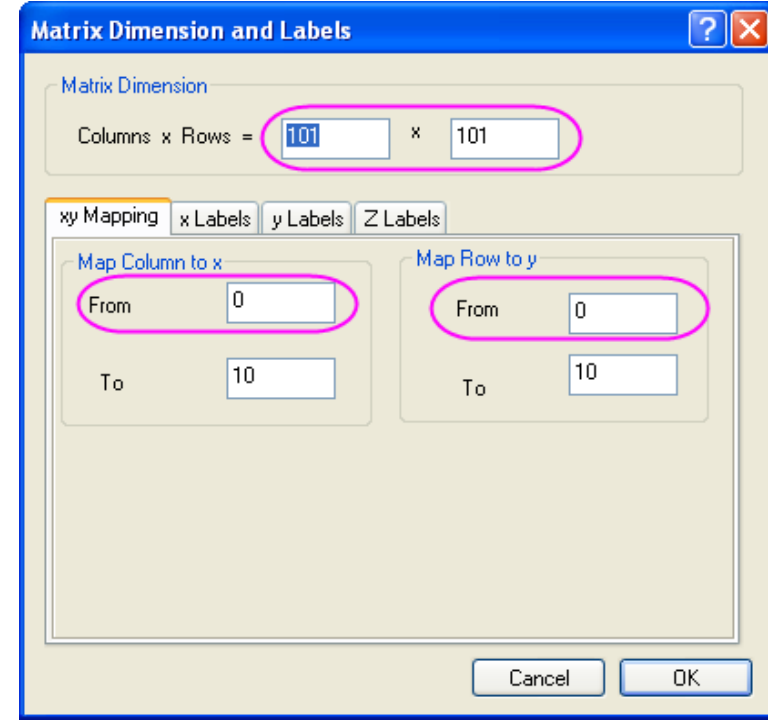 Matrix Dimension and Labels
Matrix Dimension
Columns x Rows = 101 x 101
xy Mapping x Labels y Labels Z Labels
Map Column to x Map Row to y
From 0 From 0
To 10 To 10
Cancel OK